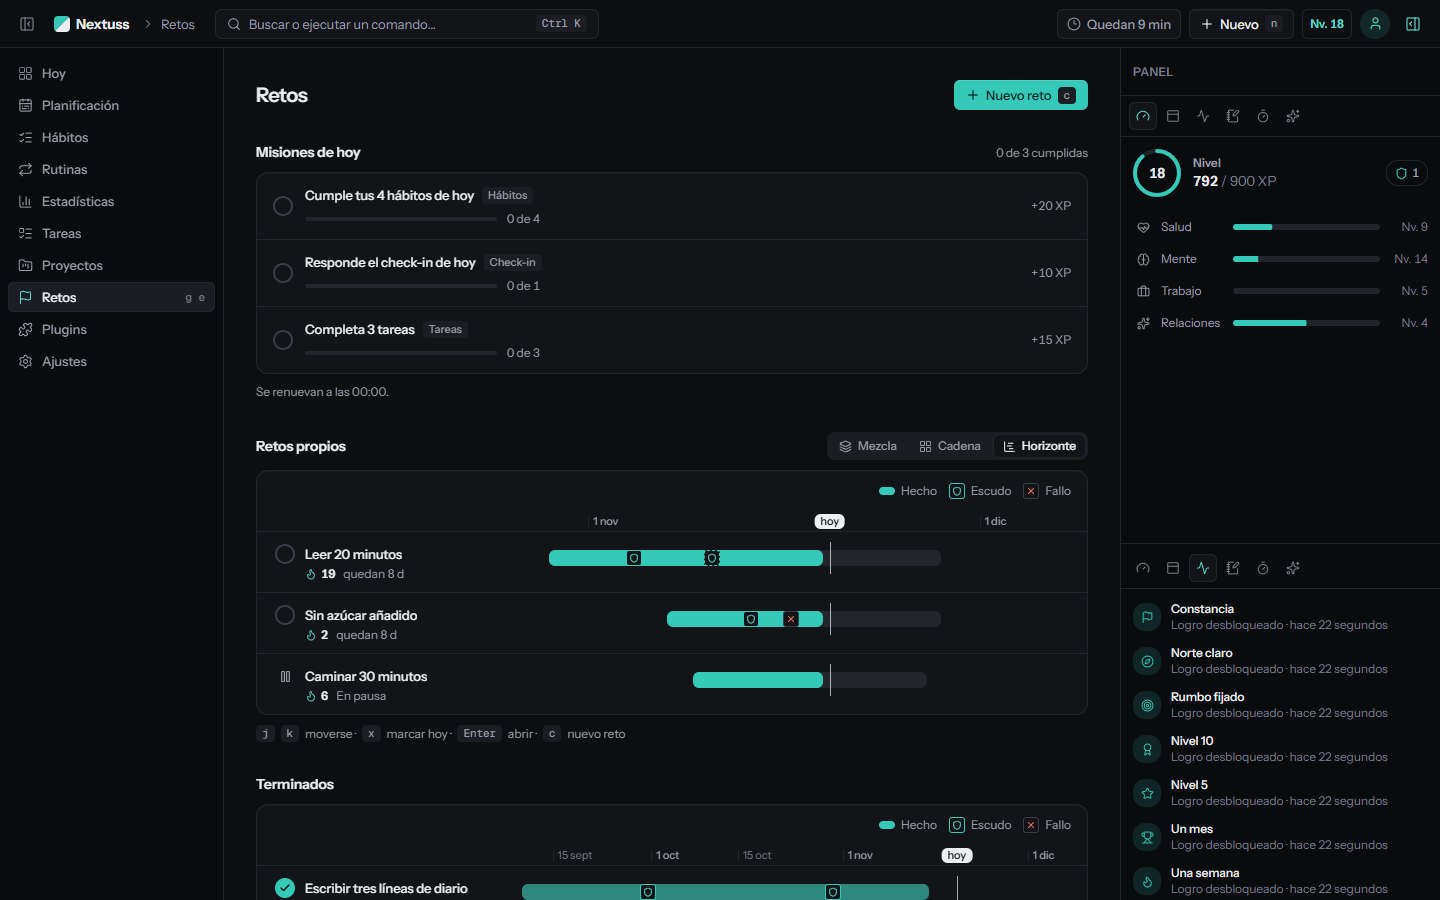 Nextuss
Retos
Buscar o ejecutar un comando...
Ctrl K
Quedan 9 min
Nuevo n
Nv. 18
Hoy
Planificación
Hábitos
Rutinas
Estadísticas
Tareas
Proyectos
Retos g e
Plugins
Ajustes
Retos
Nuevo reto c
Misiones de hoy
0 de 3 cumplidas
Cumple tus 4 hábitos de hoy Hábitos
0 de 4
+20 XP
Responde el check-in de hoy Check-in
0 de 1
+10 XP
Completa 3 tareas Tareas
0 de 3
+15 XP
Se renuevan a las 00:00.
Retos propios
Mezcla
Cadena
Horizonte
Hecho Escudo Fallo
1 nov hoy 1 dic
Leer 20 minutos
19 quedan 8 d
Sin azúcar añadido
2 quedan 8 d
Caminar 30 minutos
6 En pausa
j k moverse · x marcar hoy · Enter abrir · c nuevo reto
Terminados
Hecho Escudo Fallo
15 sept 1 oct 15 oct 1 nov hoy 1 dic
Escribir tres líneas de diario
PANEL
18
Nivel
792 / 900 XP
1
Salud Nv. 9
Mente Nv. 14
Trabajo Nv. 5
Relaciones Nv. 4
Constancia
Logro desbloqueado · hace 22 segundos
Norte claro
Logro desbloqueado · hace 22 segundos
Rumbo fijado
Logro desbloqueado · hace 22 segundos
Nivel 10
Logro desbloqueado · hace 22 segundos
Nivel 5
Logro desbloqueado · hace 22 segundos
Un mes
Logro desbloqueado · hace 22 segundos
Una semana
Logro desbloqueado · hace 22 segundos